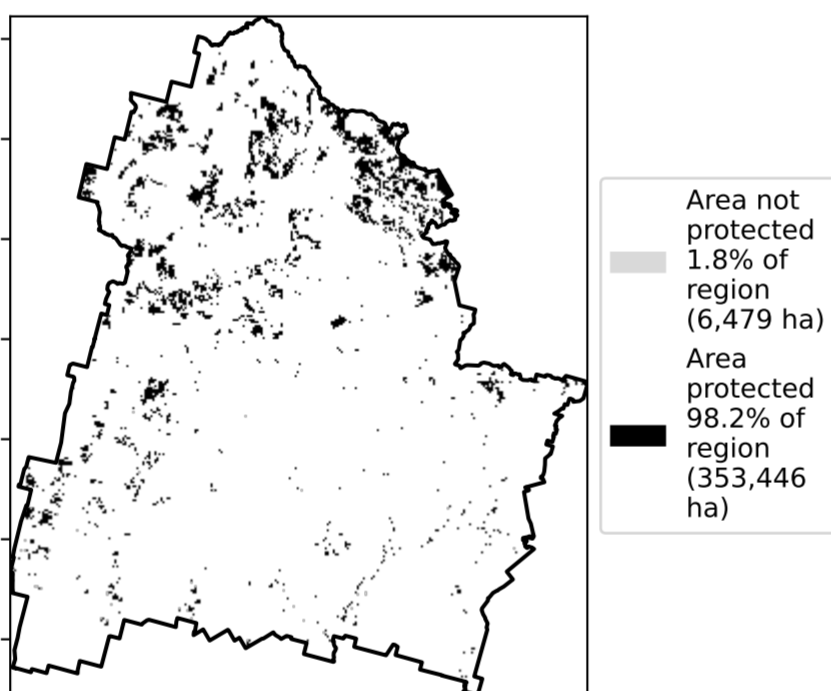 Area not
protected
1.8% of
region
(6,479 ha)
Area
protected
98.2% of
region
(353,446
ha)